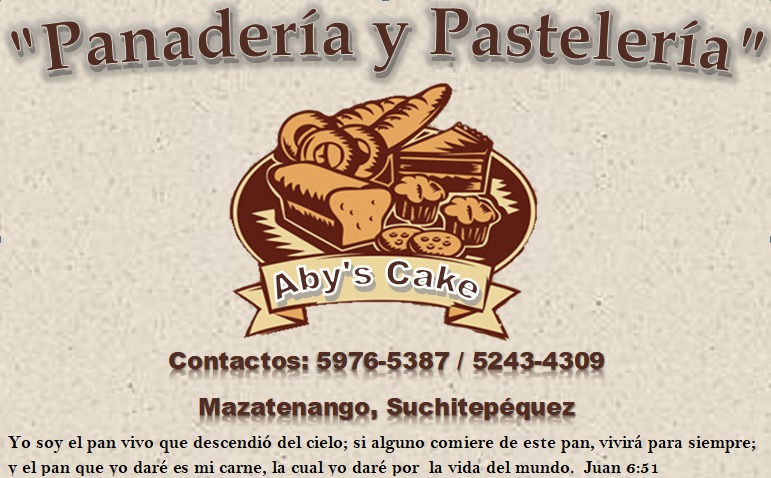 "Panadería y Pastelería"
Aby's Cake
Contactos: 5976-5387 / 5243-4309
Mazatenango, Suchitepéquez
Yo soy el pan vivo que descendió del cielo; si alguno comiere de este pan, vivirá para siempre;
y el pan que yo daré es mi carne, la cual yo daré por  la vida del mundo.  Juan 6:51